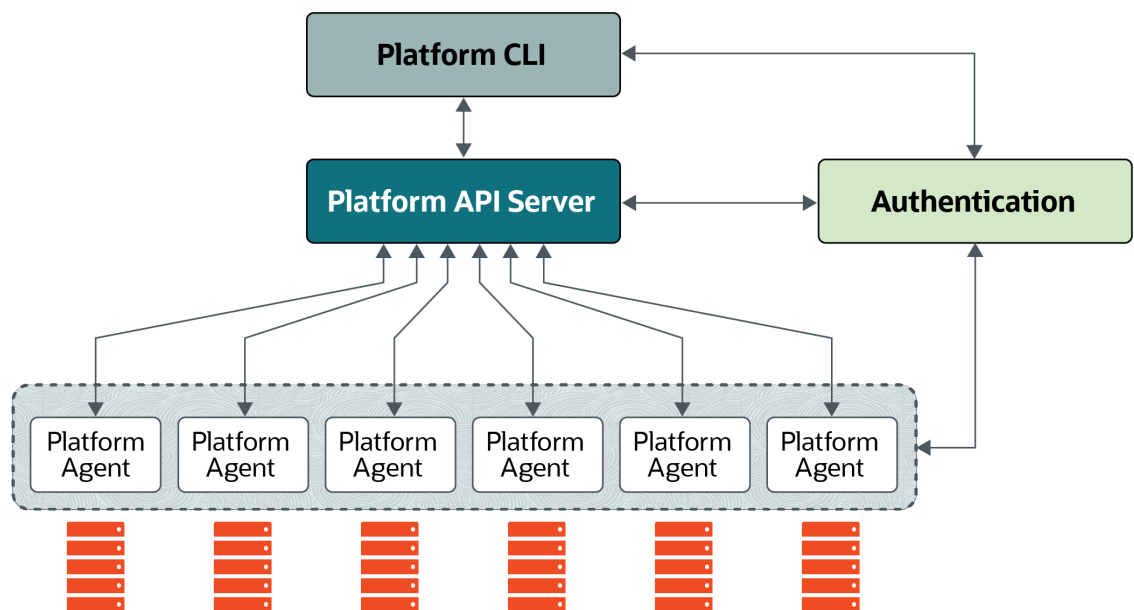 Platform CLI
Platform API Server
Authentication
Platform
Agent
Platform
Agent
Platform
Agent
Platform
Agent
Platform
Agent
Platform
Agent